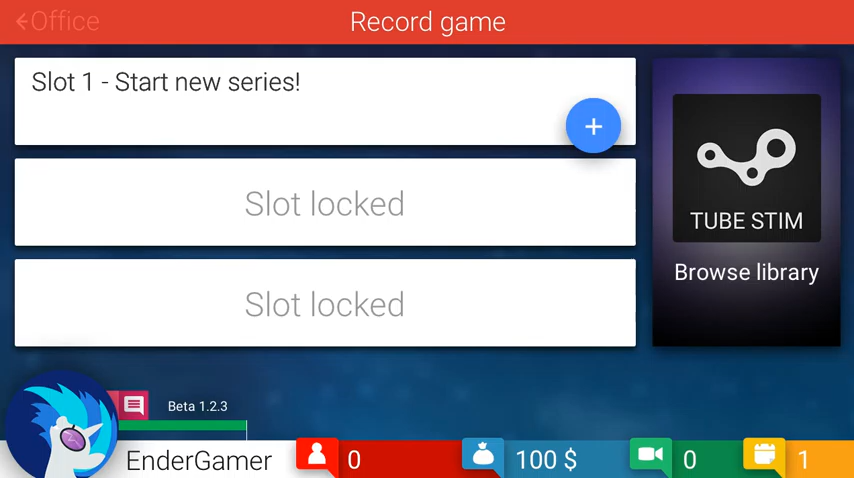 ←Office
Record game
Slot 1 - Start new series!
+
Slot locked
Slot locked
TUBE STIM
Browse library
Beta 1.2.3
EnderGamer
0
100 $
0
1